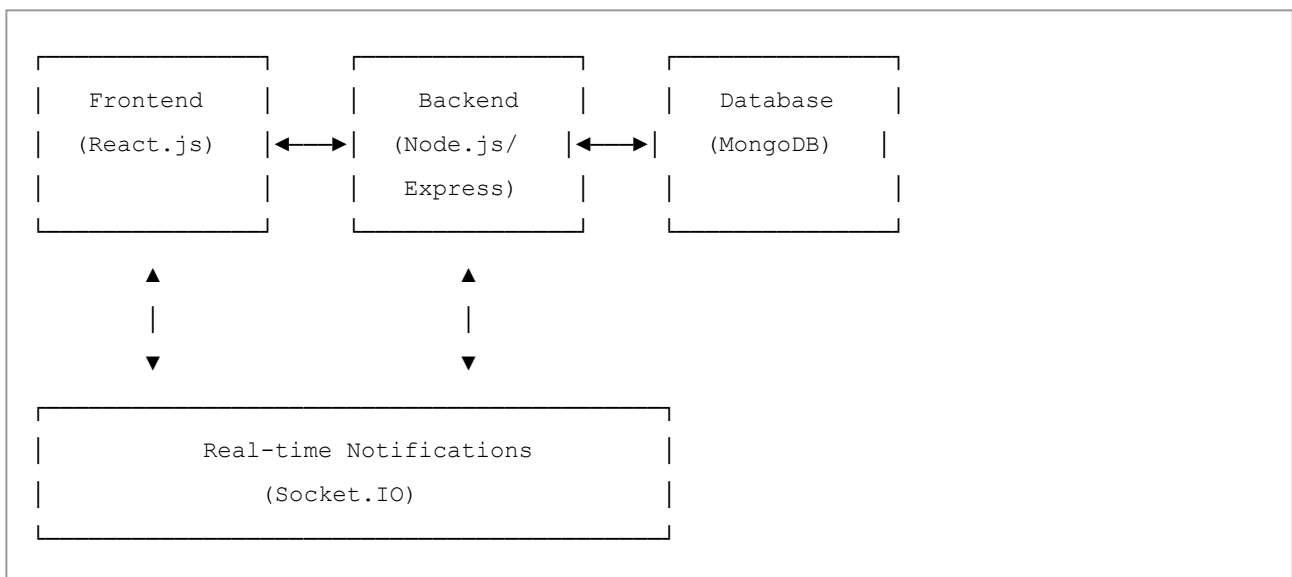 Frontend Backend Database
(React.js) (Node.js/ (MongoDB)
Express)
Real-time Notifications
(Socket.IO)